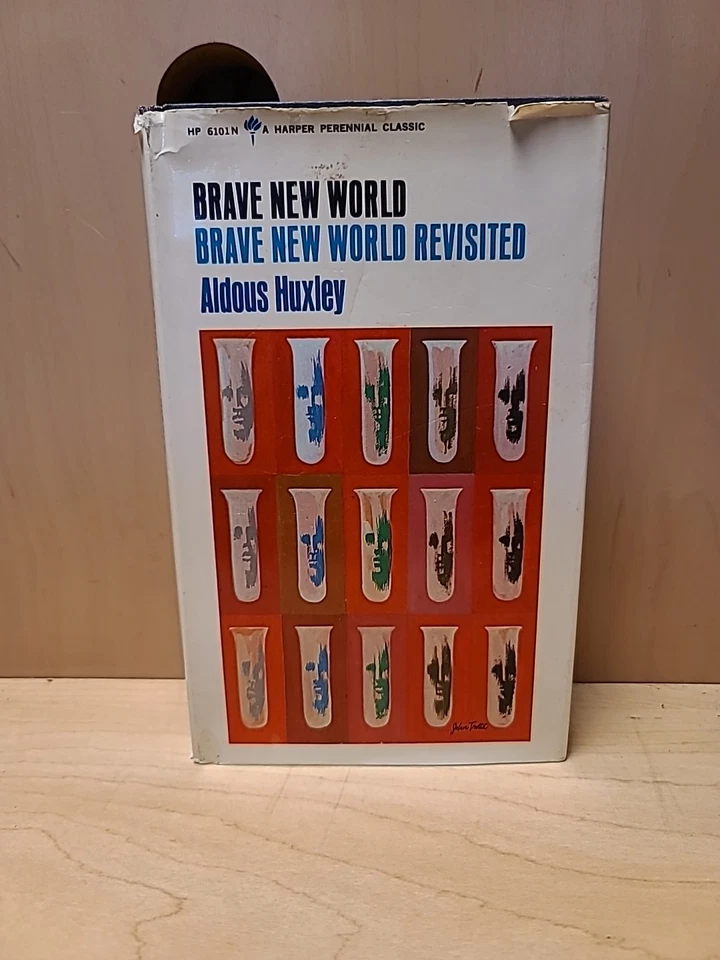 HP 6101N A HARPER PERENNIAL CLASSIC
BRAVE NEW WORLD
BRAVE NEW WORLD REVISITED
Aldous Huxley